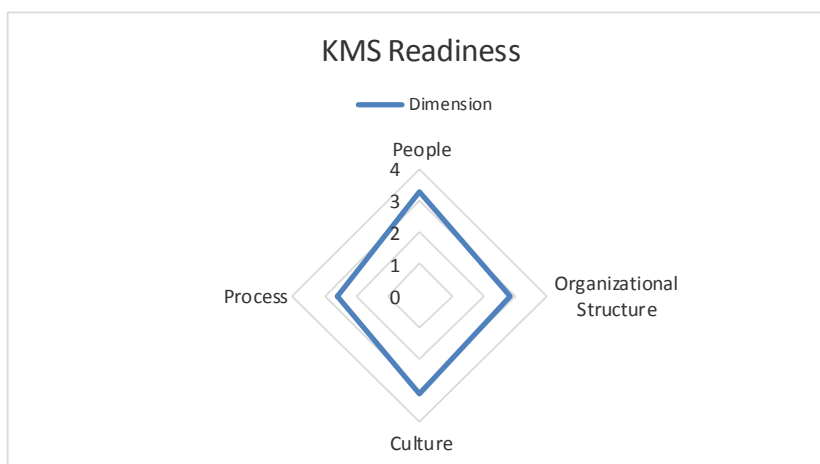 KMS Readiness
Dimension
People
4
3
2
1
0
Process
Organizational
Structure
Culture